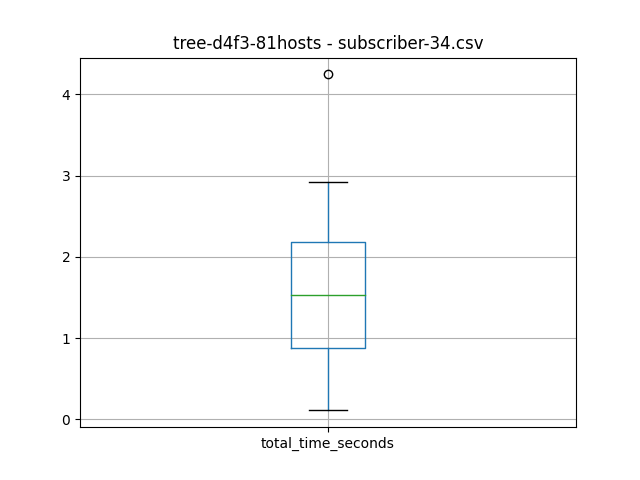 tree-d4f3-81hosts - subscriber-34.csv
4
3
2
1
0
total_time_seconds